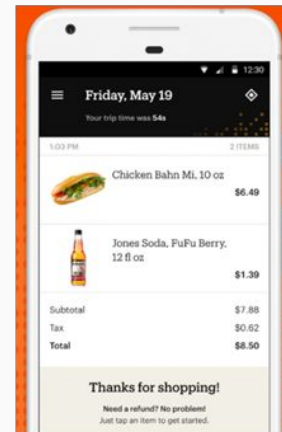 12:30
Friday, May 19
Your trip time was 54s
1:03 PM 2 ITEMS
Chicken Bahn Mi, 10 oz
$6.49
Jones Soda, FuFu Berry,
12 fl oz
$1.39
Subtotal $7.88
Tax $0.62
Total $8.50
Thanks for shopping!
Need a refund? No problem!
Just tap an item to get started.